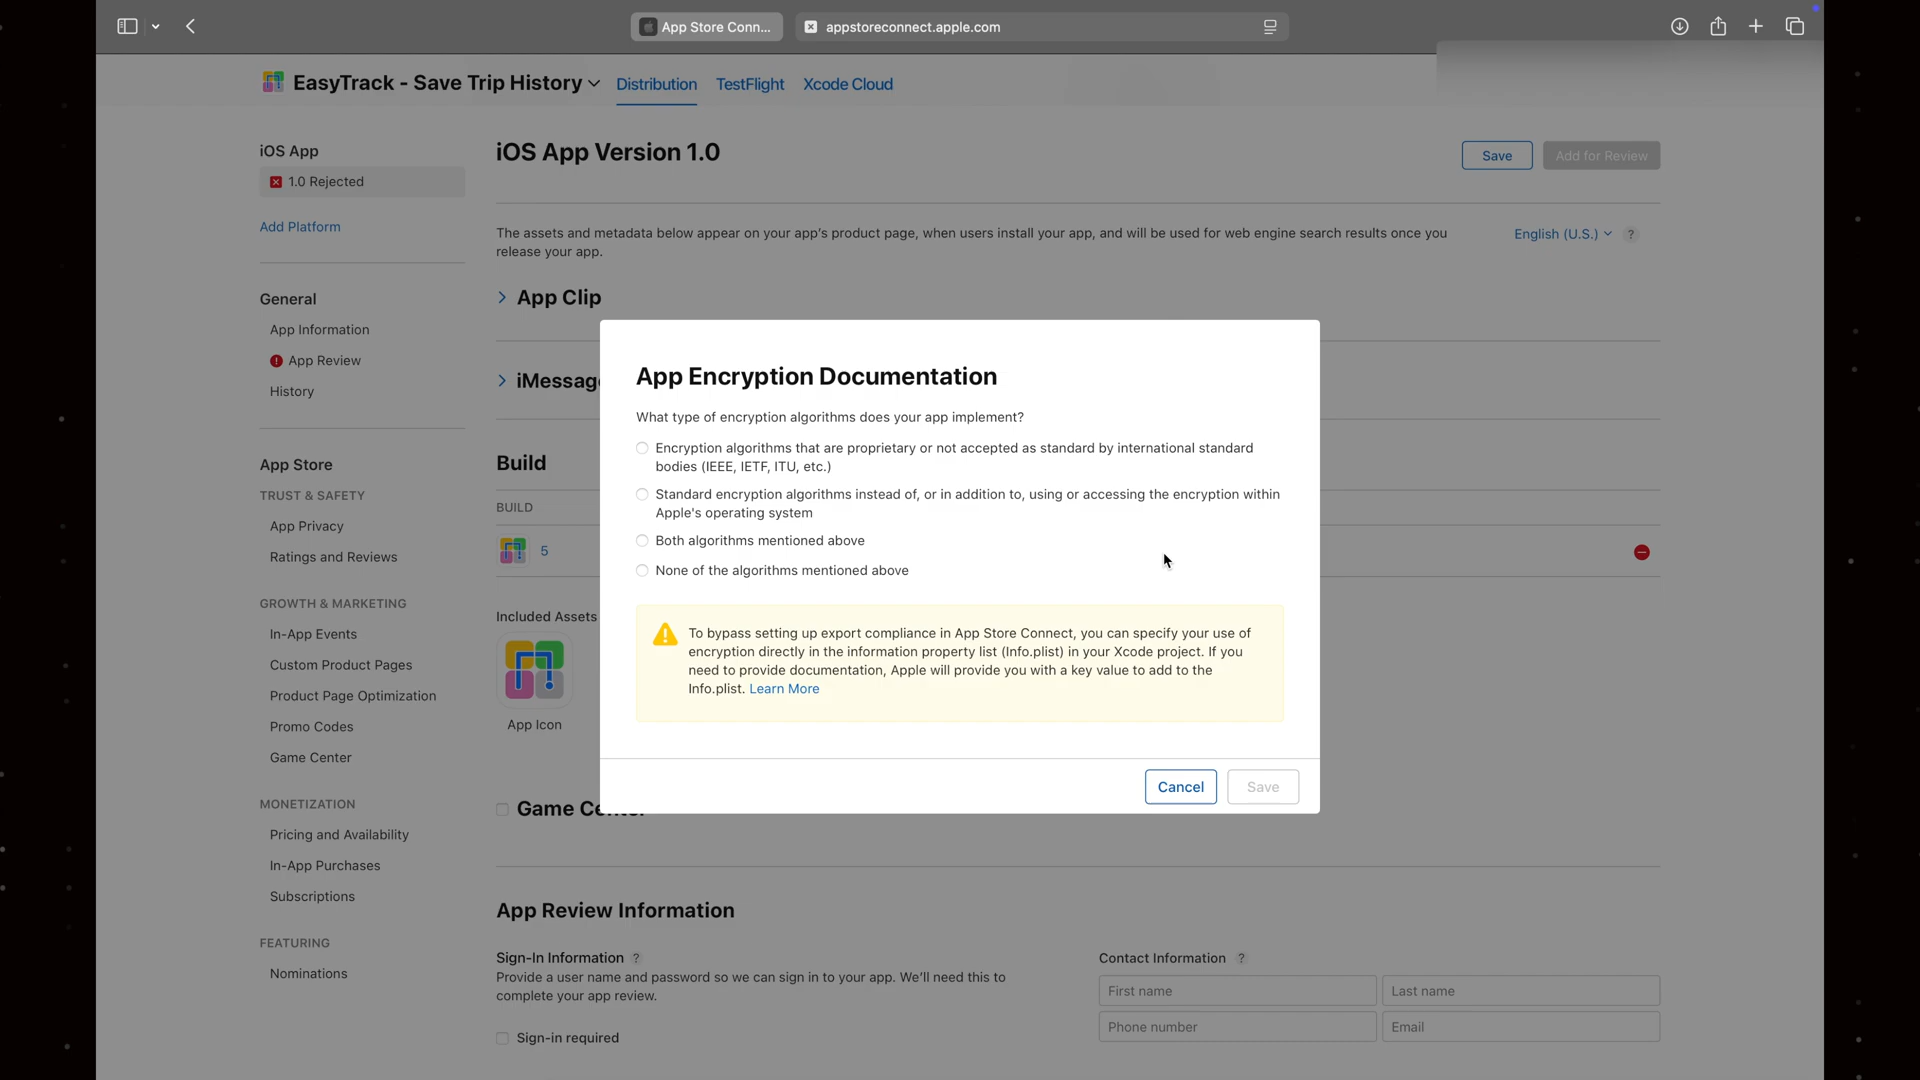 App Store Conn...
appstoreconnect.apple.com
EasyTrack - Save Trip History
Distribution
TestFlight
Xcode Cloud
iOS App
1.0 Rejected
Add Platform
General
App Information
App Review
History
App Store
TRUST & SAFETY
App Privacy
Ratings and Reviews
GROWTH & MARKETING
In-App Events
Custom Product Pages
Product Page Optimization
Promo Codes
Game Center
MONETIZATION
Pricing and Availability
In-App Purchases
Subscriptions
FEATURING
Nominations
iOS App Version 1.0
Save
Add for Review
The assets and metadata below appear on your app's product page, when users install your app, and will be used for web engine search results once you
release your app.
English (U.S.)
?
App Clip
iMessag
Build
BUILD
5
Included Assets
App Icon
Game
App Encryption Documentation
What type of encryption algorithms does your app implement?
Encryption algorithms that are proprietary or not accepted as standard by international standard
bodies (IEEE, IETF, ITU, etc.)
Standard encryption algorithms instead of, or in addition to, using or accessing the encryption within
Apple's operating system
Both algorithms mentioned above
None of the algorithms mentioned above
To bypass setting up export compliance in App Store Connect, you can specify your use of
encryption directly in the information property list (Info.plist) in your Xcode project. If you
need to provide documentation, Apple will provide you with a key value to add to the
Info.plist. Learn More
Cancel
Save
App Review Information
Sign-In Information ?
Provide a user name and password so we can sign in to your app. We'll need this to
complete your app review.
Sign-in required
Contact Information ?
First name
Last name
Phone number
Email